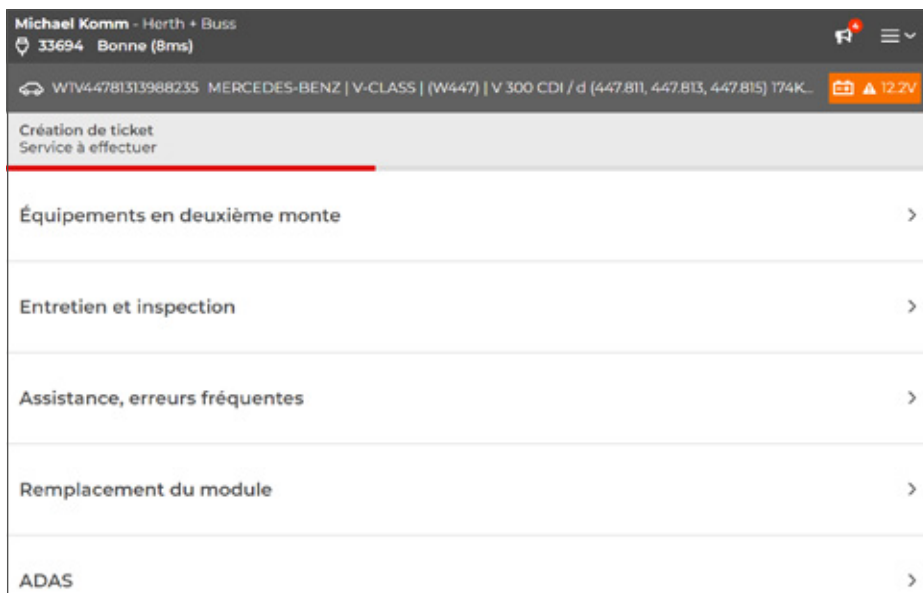 Michael Komm - Herth + Buss
33694 Bonne (8ms)
4
W1V44781313988235 MERCEDES-BENZ | V-CLASS | (W447) | V 300 CDI / d (447.811, 447.813, 447.815) 174K...
12.2V
Création de ticket
Service à effectuer
Équipements en deuxième monte
Entretien et inspection
Assistance, erreurs fréquentes
Remplacement du module
ADAS